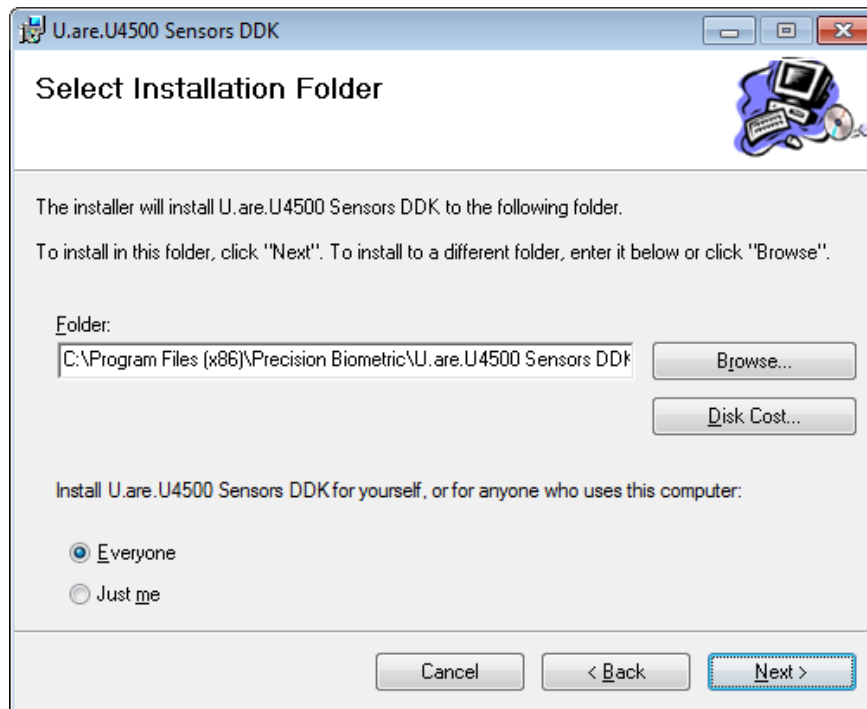 U.are.U4500 Sensors DDK
Select Installation Folder
The installer will install U.are.U4500 Sensors DDK to the following folder.
To install in this folder, click "Next". To install to a different folder, enter it below or click "Browse".
Folder:
C:\Program Files (x86)\Precision Biometric\U.are.U4500 Sensors DDK
Browse...
Disk Cost...
Install U.are.U4500 Sensors DDK for yourself, or for anyone who uses this computer:
Everyone
Just me
Cancel
< Back
Next >